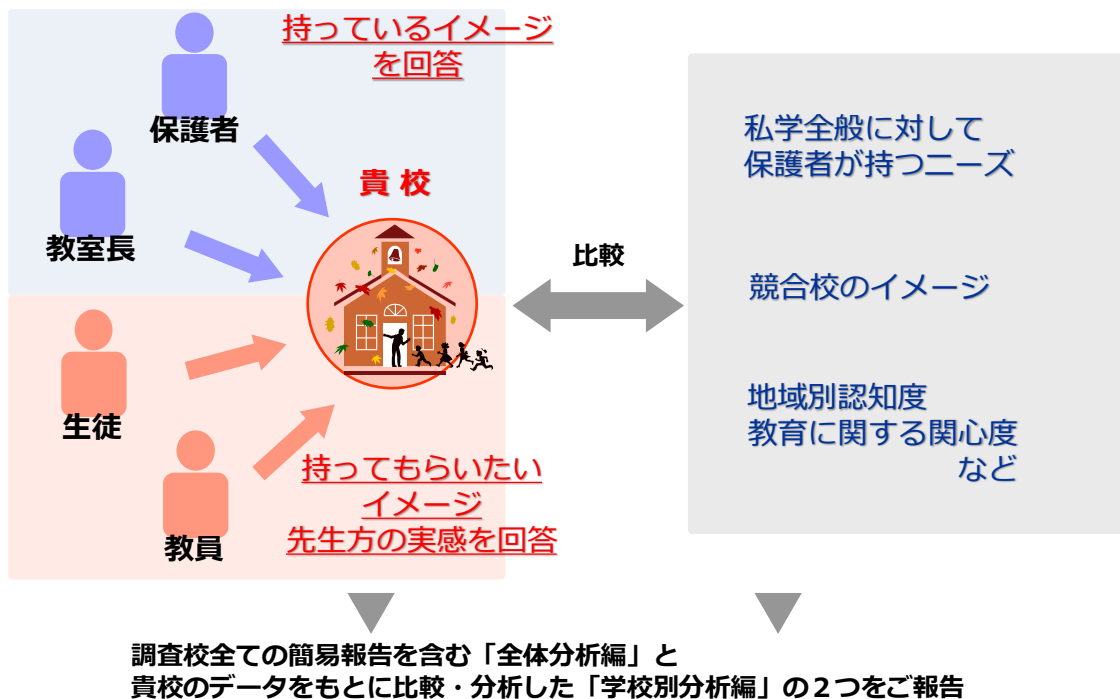 持っているイメージ
を回答
保護者
教室長
貴 校
生徒
教員
持ってもらいたい
イメージ
先生方の実感を回答
比較
私学全般に対して
保護者が持つニーズ
競合校のイメージ
地域別認知度
教育に関する関心度
など
調査校全ての簡易報告を含む「全体分析編」と
貴校のデータをもとに比較・分析した「学校別分析編」の２つをご報告